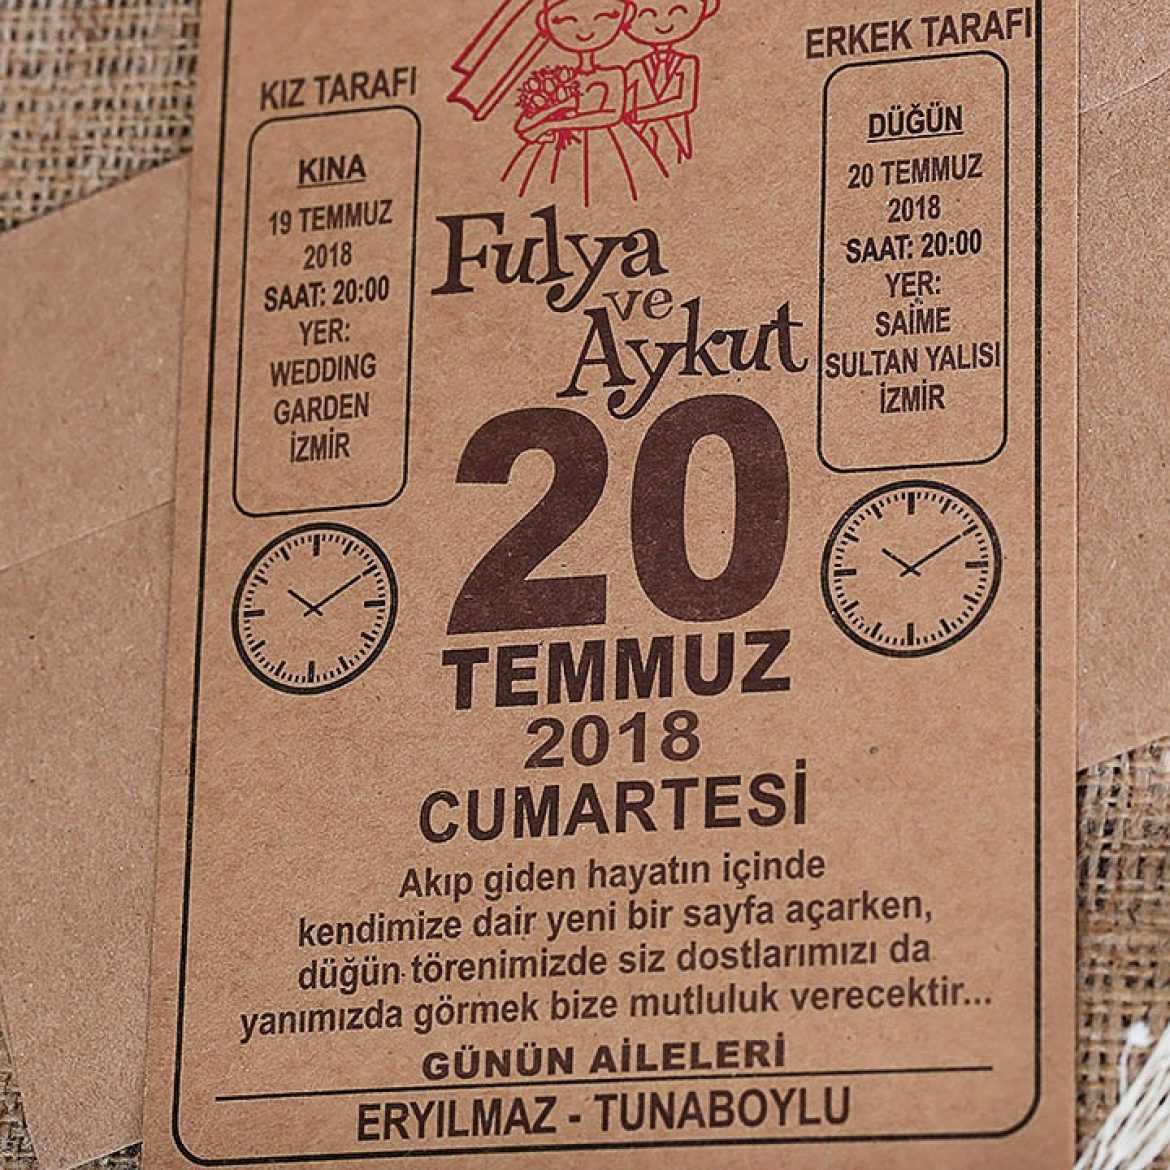 KIZ TARAFI
KINA
19 TEMMUZ
2018
SAAT: 20:00
YER:
WEDDING
GARDEN
İZMİR
ERKEK TARAFI
DÜĞÜN
20 TEMMUZ
2018
SAAT: 20:00
YER:
SAİME
SULTAN YALISI
İZMİR
Fulya
ve
Aykut
20
TEMMUZ
2018
CUMARTESİ
Akıp giden hayatın içinde
kendimize dair yeni bir sayfa açarken,
düğün törenimizde siz dostlarımızı da
yanımızda görmek bize mutluluk verecektir...
GÜNÜN AİLELERİ
ERYILMAZ - TUNABOYLU